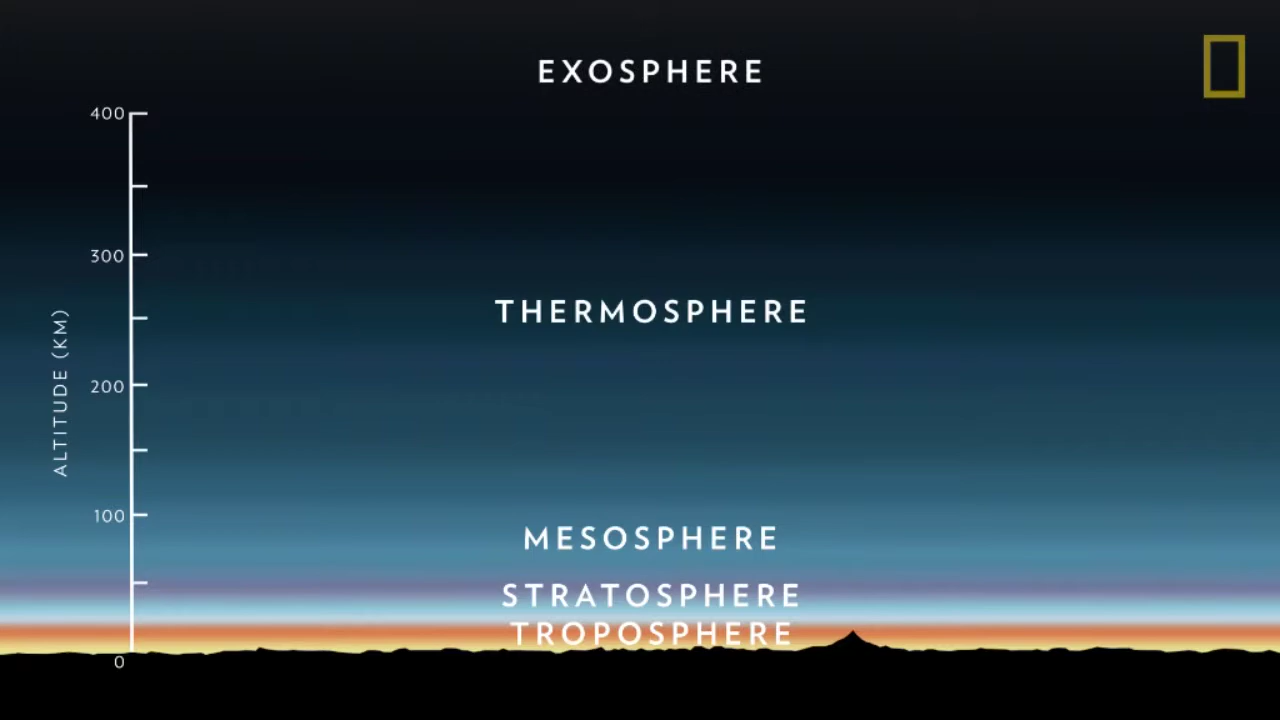 EXOSPHERE
400
300
THERMOSPHERE
ALTITUDE (KM)
200
100
MESOSPHERE
STRATOSPHERE
TROPOSPHERE
0